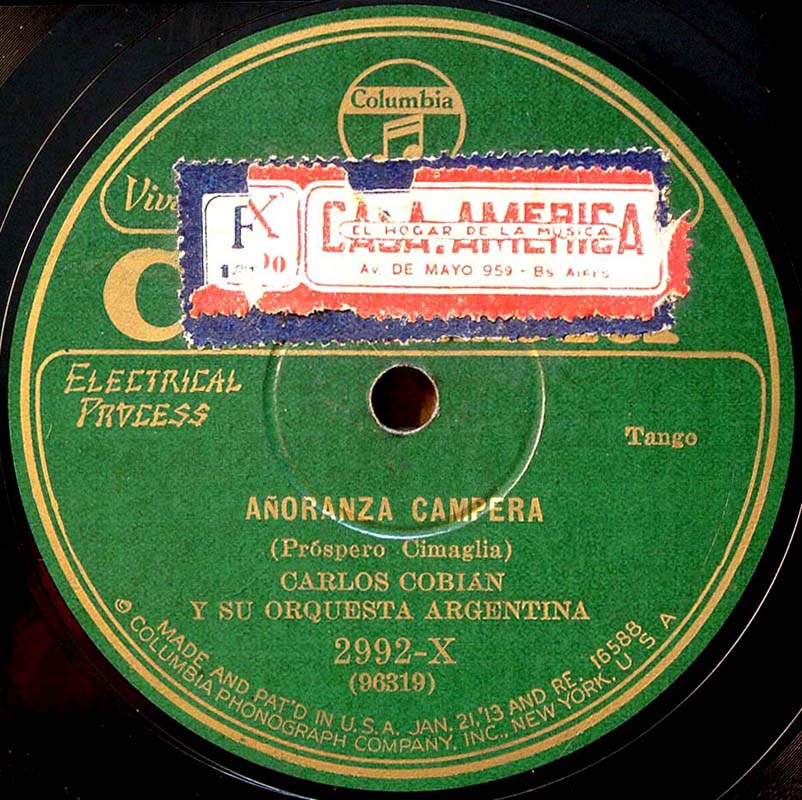 Columbia
Viv
F X
CASA AMERICA
EL HOGAR DE LA MUSICA
Av. DE MAYO 959 - Bs AIRES
ELECTRICAL
PROCESS
Tango
AÑORANZA CAMPERA
(Próspero Cimaglia)
CARLOS COBIAN
Y SU ORQUESTA ARGENTINA
2992-X
(96319)
MADE AND PAT'D IN U.S.A. JAN. 21,'13 AND RE. 16588
© COLUMBIA PHONOGRAPH COMPANY, INC., NEW YORK, U S A